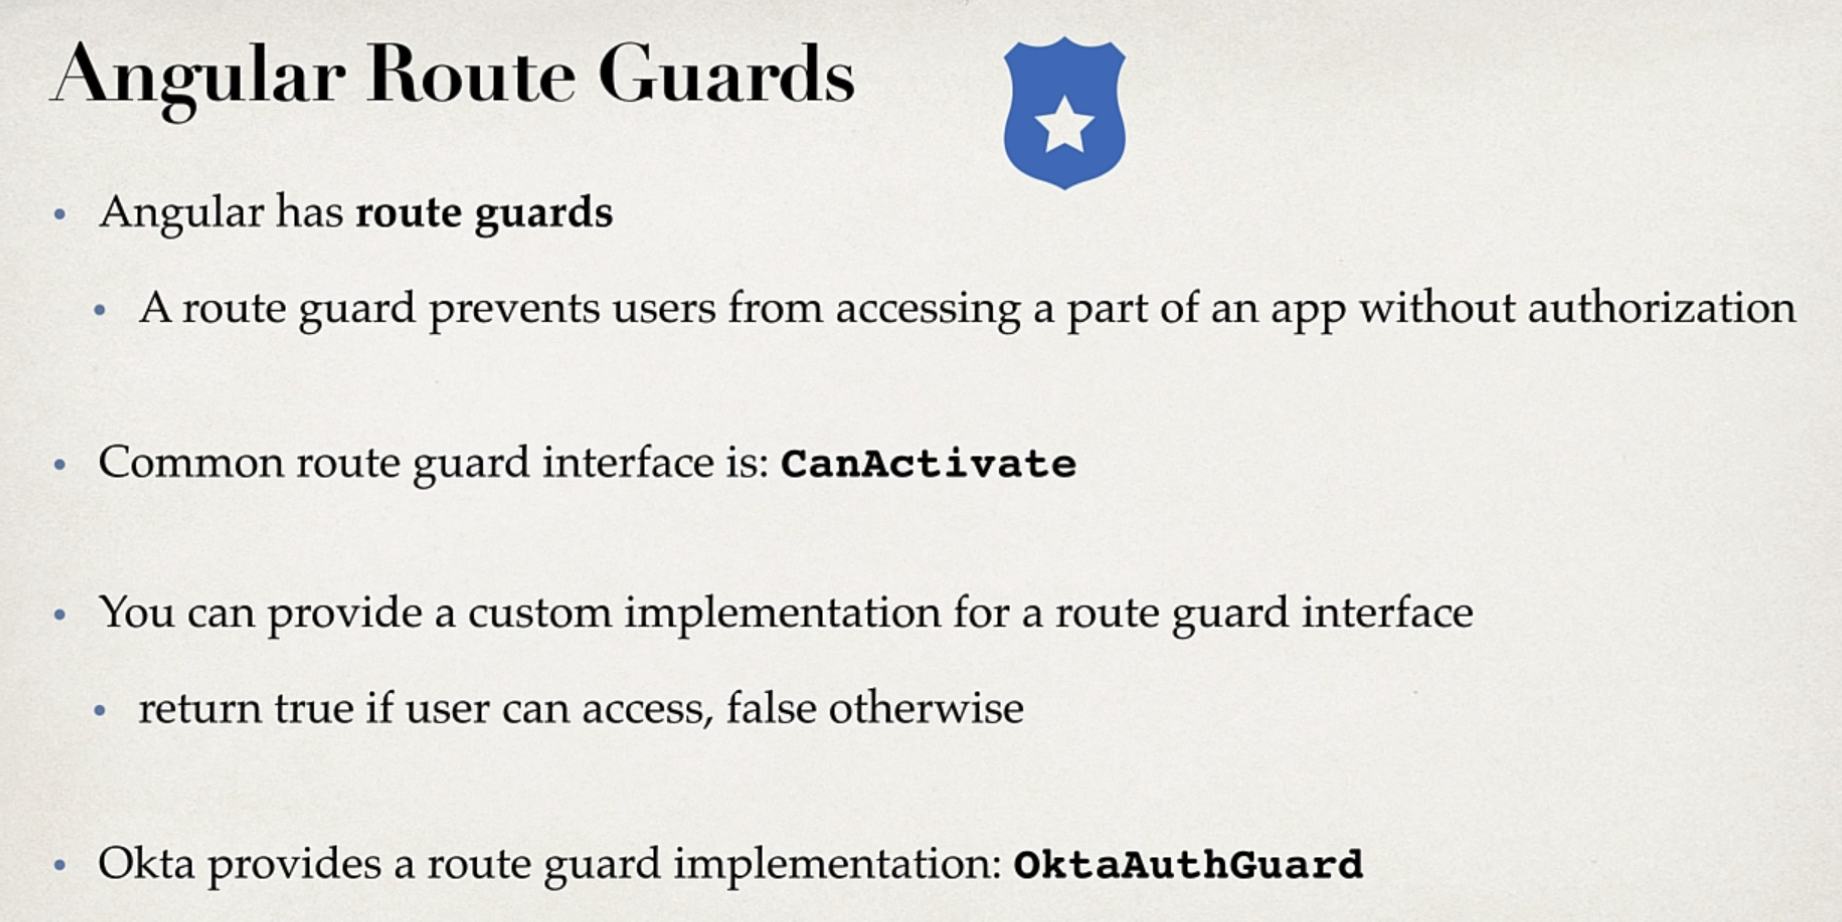 Angular Route Guards
• Angular has route guards
• A route guard prevents users from accessing a part of an app without authorization
• Common route guard interface is: CanActivate
• You can provide a custom implementation for a route guard interface
• return true if user can access, false otherwise
• Okta provides a route guard implementation: OktaAuthGuard